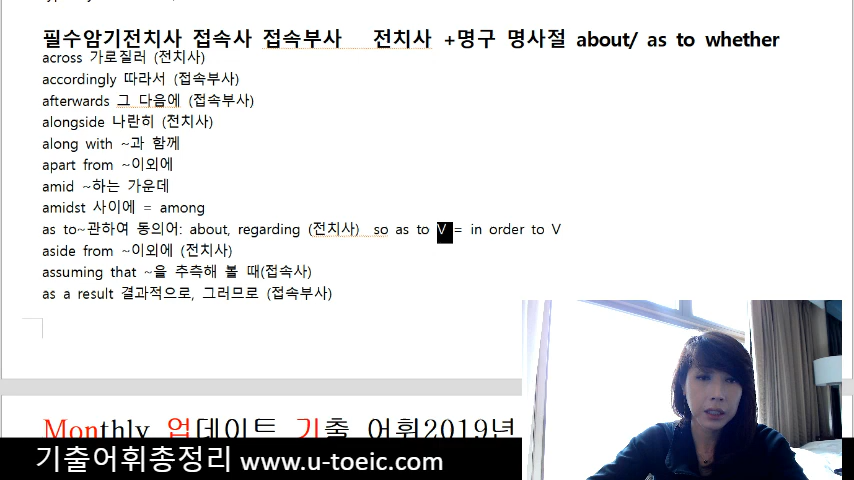 필수암기전치사 접속사 접속부사 전치사 +명구 명사절 about/ as to whether
across 가로질러 (전치사)
accordingly 따라서 (접속부사)
afterwards 그 다음에 (접속부사)
alongside 나란히 (전치사)
along with ~과 함께
apart from ~이외에
amid ~하는 가운데
amidst 사이에 = among
as to~관하여 동의어: about, regarding (전치사) so as to V = in order to V
aside from ~이외에 (전치사)
assuming that ~을 추측해 볼 때(접속사)
as a result 결과적으로, 그러므로 (접속부사)
Monthly 업데이트 기출 어휘2019년
기출어휘총정리 www.u-toeic.com